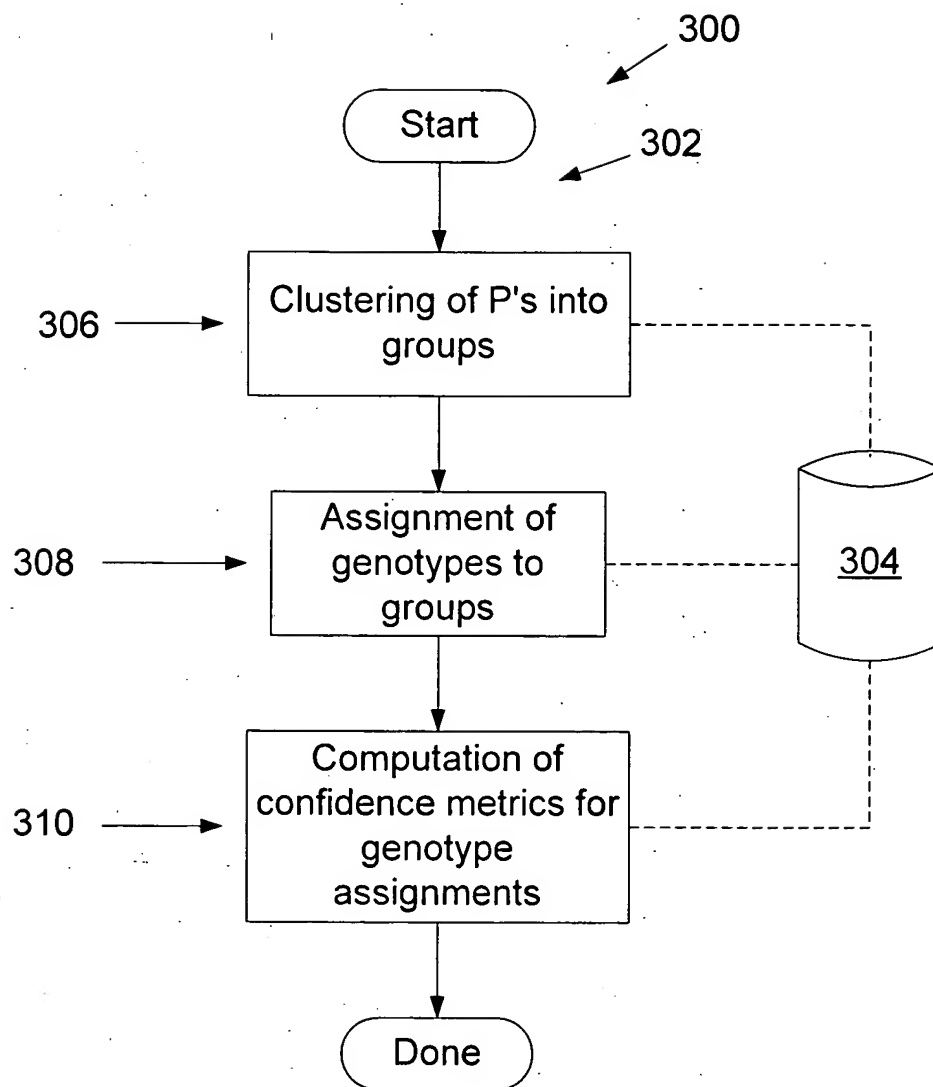 300
Start
302
Clustering of P's into
groups
306
Assignment of
genotypes to
groups
308
304
Computation of
confidence metrics for
genotype
assignments
310
Done